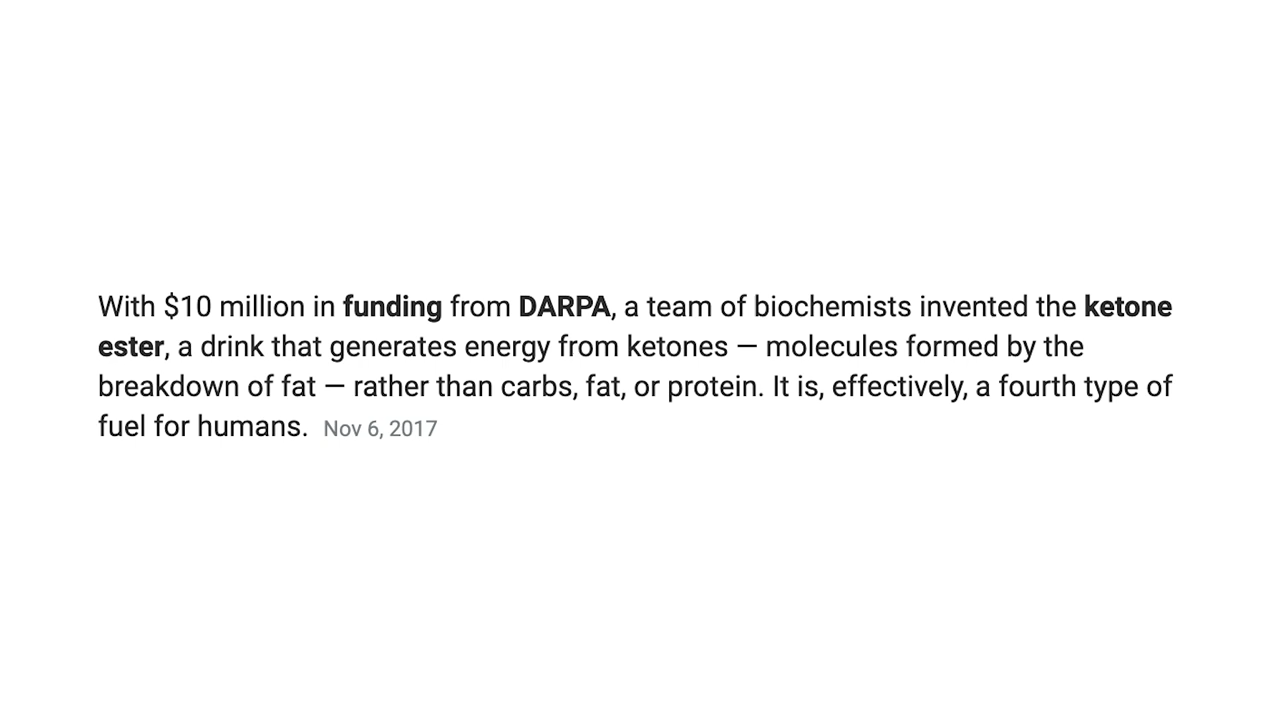 With $10 million in funding from DARPA, a team of biochemists invented the ketone
ester, a drink that generates energy from ketones — molecules formed by the
breakdown of fat — rather than carbs, fat, or protein. It is, effectively, a fourth type of
fuel for humans. Nov 6, 2017